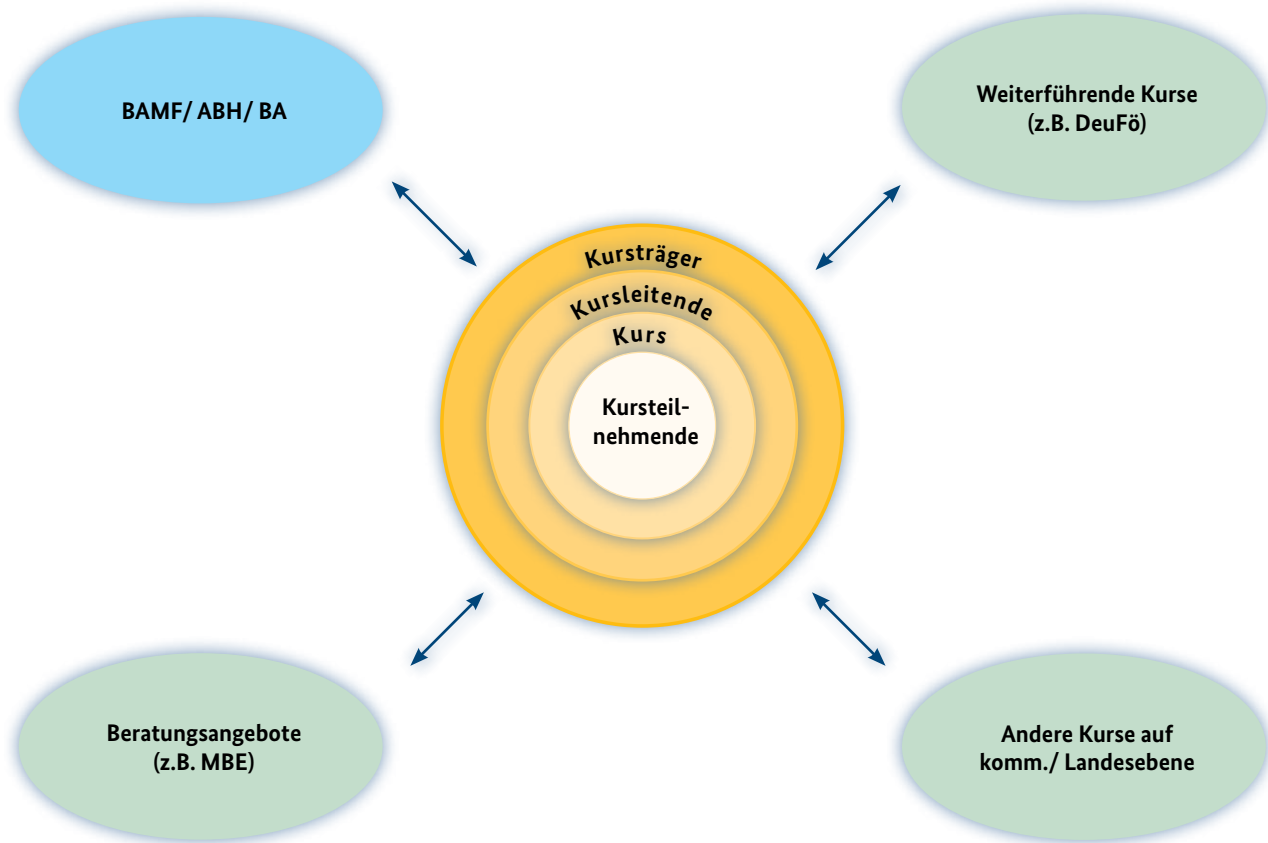 BAMF/ ABH/ BA
Weiterführende Kurse
(z.B. DeuFö)
Kursträger
Kursleitende
Kurs
Kursteil-
nehmende
Beratungsangebote
(z.B. MBE)
Andere Kurse auf
komm./ Landesebene